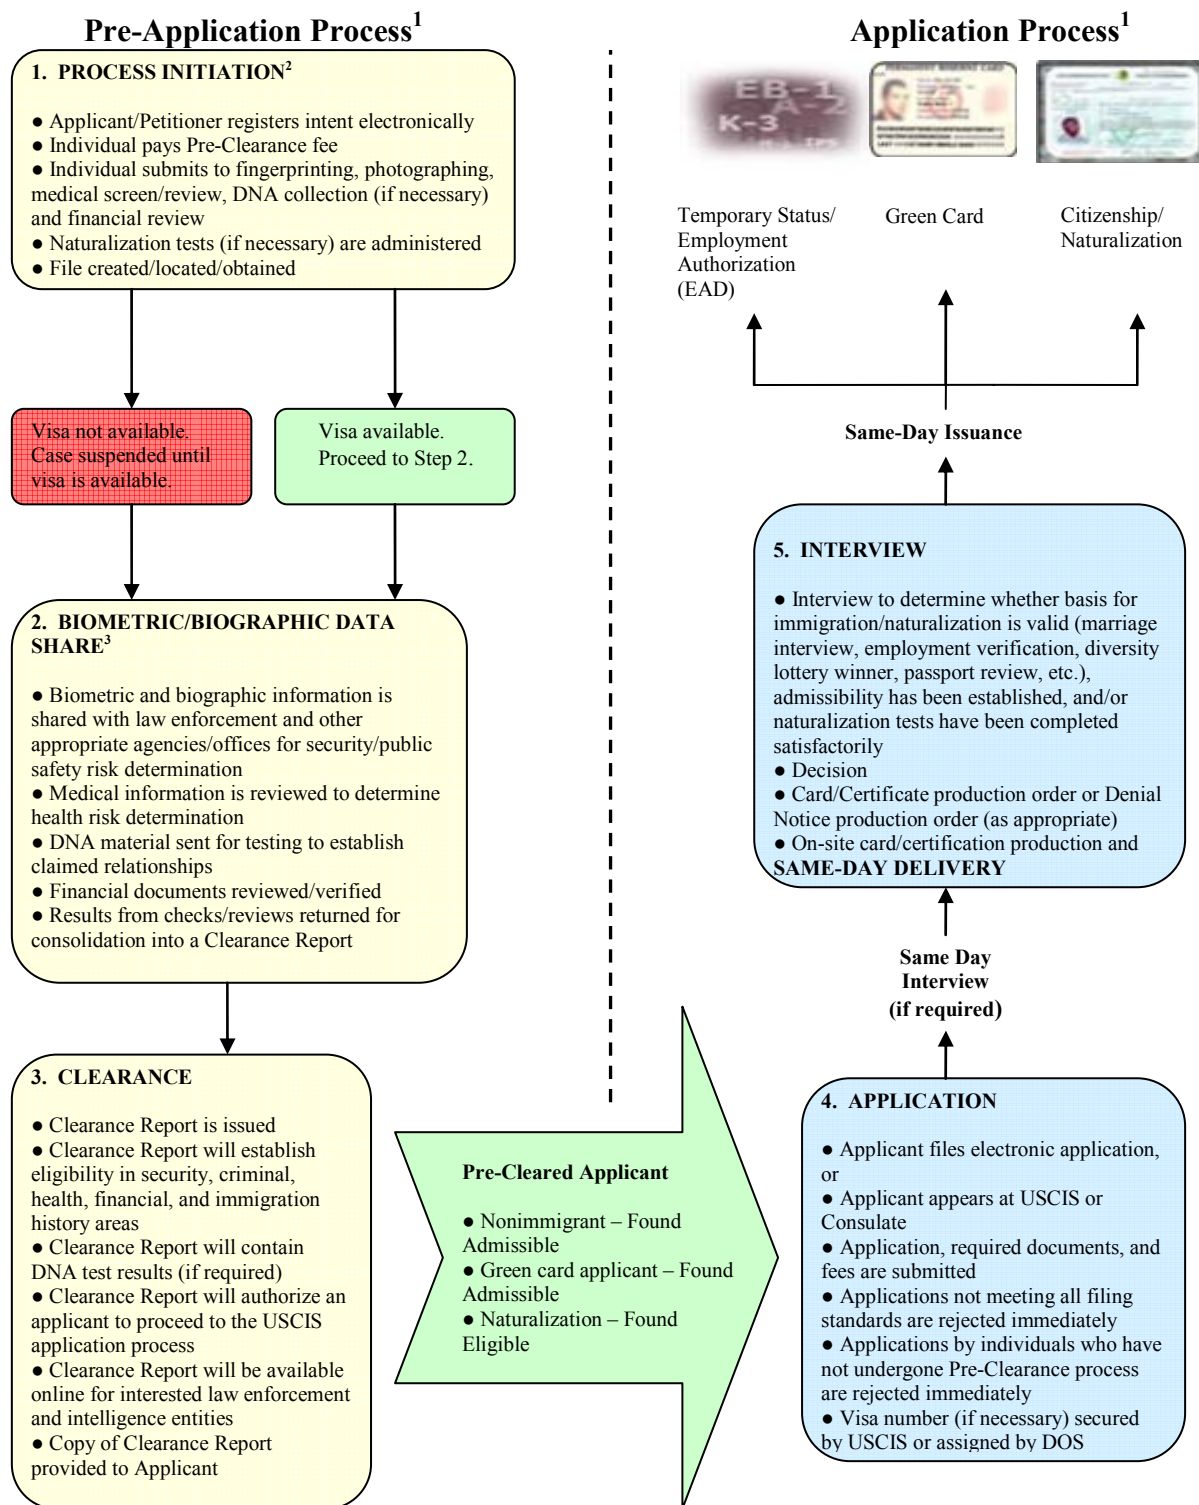 Pre-Application Process1
1. PROCESS INITIATION2
● Applicant/Petitioner registers intent electronically
● Individual pays Pre-Clearance fee
● Individual submits to fingerprinting, photographing,
medical screen/review, DNA collection (if necessary)
and financial review
● Naturalization tests (if necessary) are administered
● File created/located/obtained
Visa not available.
Case suspended until
visa is available.
Visa available.
Proceed to Step 2.
2. BIOMETRIC/BIOGRAPHIC DATA
SHARE3
● Biometric and biographic information is
shared with law enforcement and other
appropriate agencies/offices for security/public
safety risk determination
● Medical information is reviewed to determine
health risk determination
● DNA material sent for testing to establish
claimed relationships
● Financial documents reviewed/verified
● Results from checks/reviews returned for
consolidation into a Clearance Report
3. CLEARANCE
● Clearance Report is issued
● Clearance Report will establish
eligibility in security, criminal,
health, financial, and immigration
history areas
● Clearance Report will contain
DNA test results (if required)
● Clearance Report will authorize an
applicant to proceed to the USCIS
application process
● Clearance Report will be available
online for interested law enforcement
and intelligence entities
● Copy of Clearance Report
provided to Applicant
Pre-Cleared Applicant
● Nonimmigrant – Found
Admissible
● Green card applicant – Found
Admissible
● Naturalization – Found
Eligible
Application Process1
EB-1
A-2
K-3
Temporary Status/
Employment
Authorization
(EAD)
Green Card
Citizenship/
Naturalization
Same-Day Issuance
5. INTERVIEW
● Interview to determine whether basis for
immigration/naturalization is valid (marriage
interview, employment verification, diversity
lottery winner, passport review, etc.),
admissibility has been established, and/or
naturalization tests have been completed
satisfactorily
● Decision
● Card/Certificate production order or Denial
Notice production order (as appropriate)
● On-site card/certification production and
SAME-DAY DELIVERY
Same Day
Interview
(if required)
4. APPLICATION
● Applicant files electronic application,
or
● Applicant appears at USCIS or
Consulate
● Application, required documents, and
fees are submitted
● Applications not meeting all filing
standards are rejected immediately
● Applications by individuals who have
not undergone Pre-Clearance process
are rejected immediately
● Visa number (if necessary) secured
by USCIS or assigned by DOS